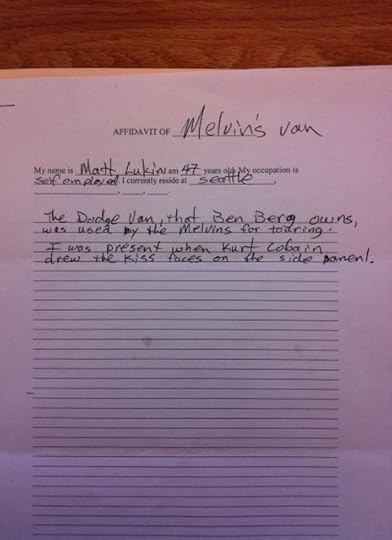 AFFIDAVIT OF Melvin's van
My name is Matt Lukin am 47 years old. My occupation is
self employed. I currently reside at seattle,
The Dodge Van, that Ben Berg owns,
was used by the Melvins for touring.
I was present when Kurt Cobain
drew the Kiss faces on the side panel.